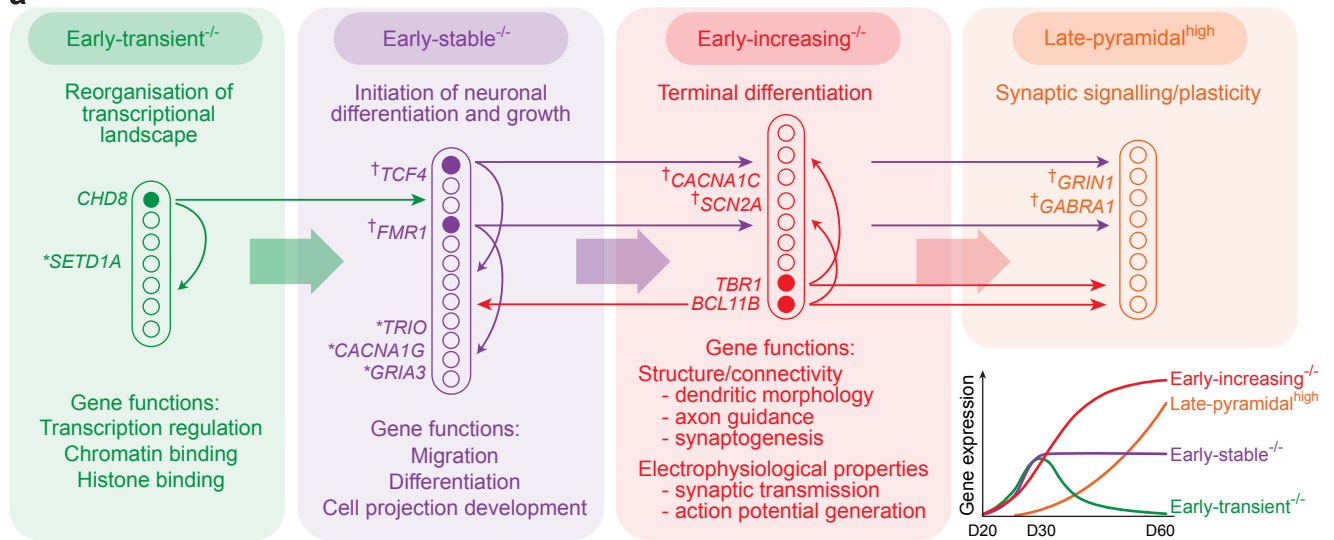 a
Early-transient-/-
Reorganisation of
transcriptional
landscape
CHD8
*SETD1A
Gene functions:
Transcription regulation
Chromatin binding
Histone binding
Early-stable-/-
Initiation of neuronal
differentiation and growth
†TCF4
†FMR1
*TRIO
*CACNA1G
*GRIA3
Gene functions:
Migration
Differentiation
Cell projection development
Early-increasing-/-
Terminal differentiation
†CACNA1C
†SCN2A
TBR1
BCL11B
Gene functions:
Structure/connectivity
- dendritic morphology
- axon guidance
- synaptogenesis
Electrophysiological properties
- synaptic transmission
- action potential generation
Late-pyramidalhigh
Synaptic signalling/plasticity
†GRIN1
†GABRA1
Gene expression
Early-increasing-/-
Late-pyramidalhigh
Early-stable-/-
Early-transient-/-
D20 D30 D60